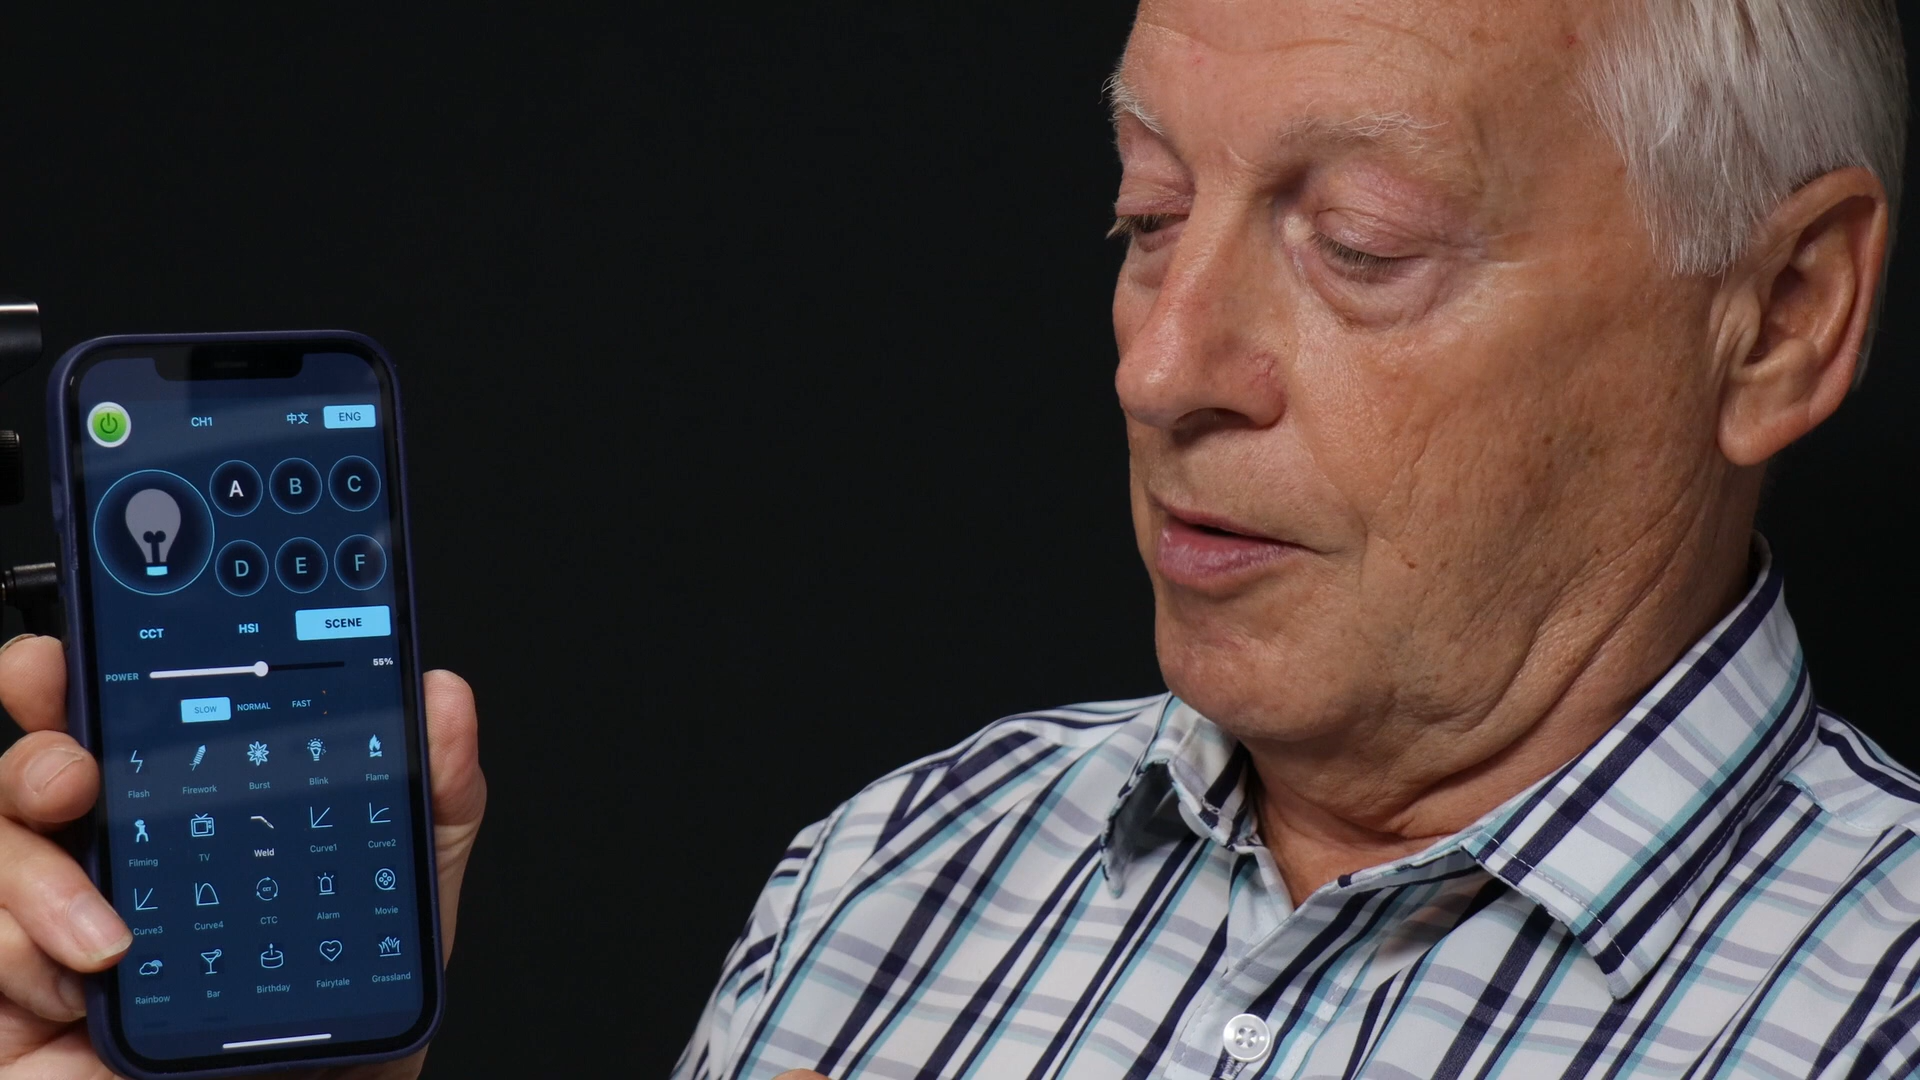 CH1 中文 ENG
A B C
D E F
CCT HSI SCENE
POWER 55%
SLOW NORMAL FAST
Flash Firework Burst Blink Flame
Filming TV Weld Curve1 Curve2
CCT
Curve3 Curve4 CTC Alarm Movie
Rainbow Bar Birthday Fairytale Grassland